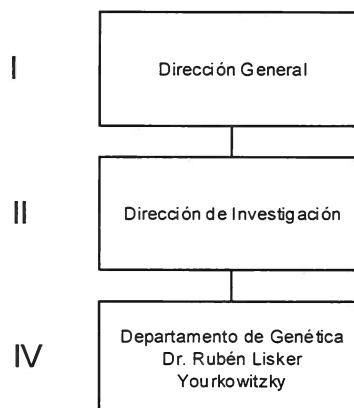 I
Dirección General
II
Dirección de Investigación
IV
Departamento de Genética
Dr. Rubén Lisker
Yourkowitzky